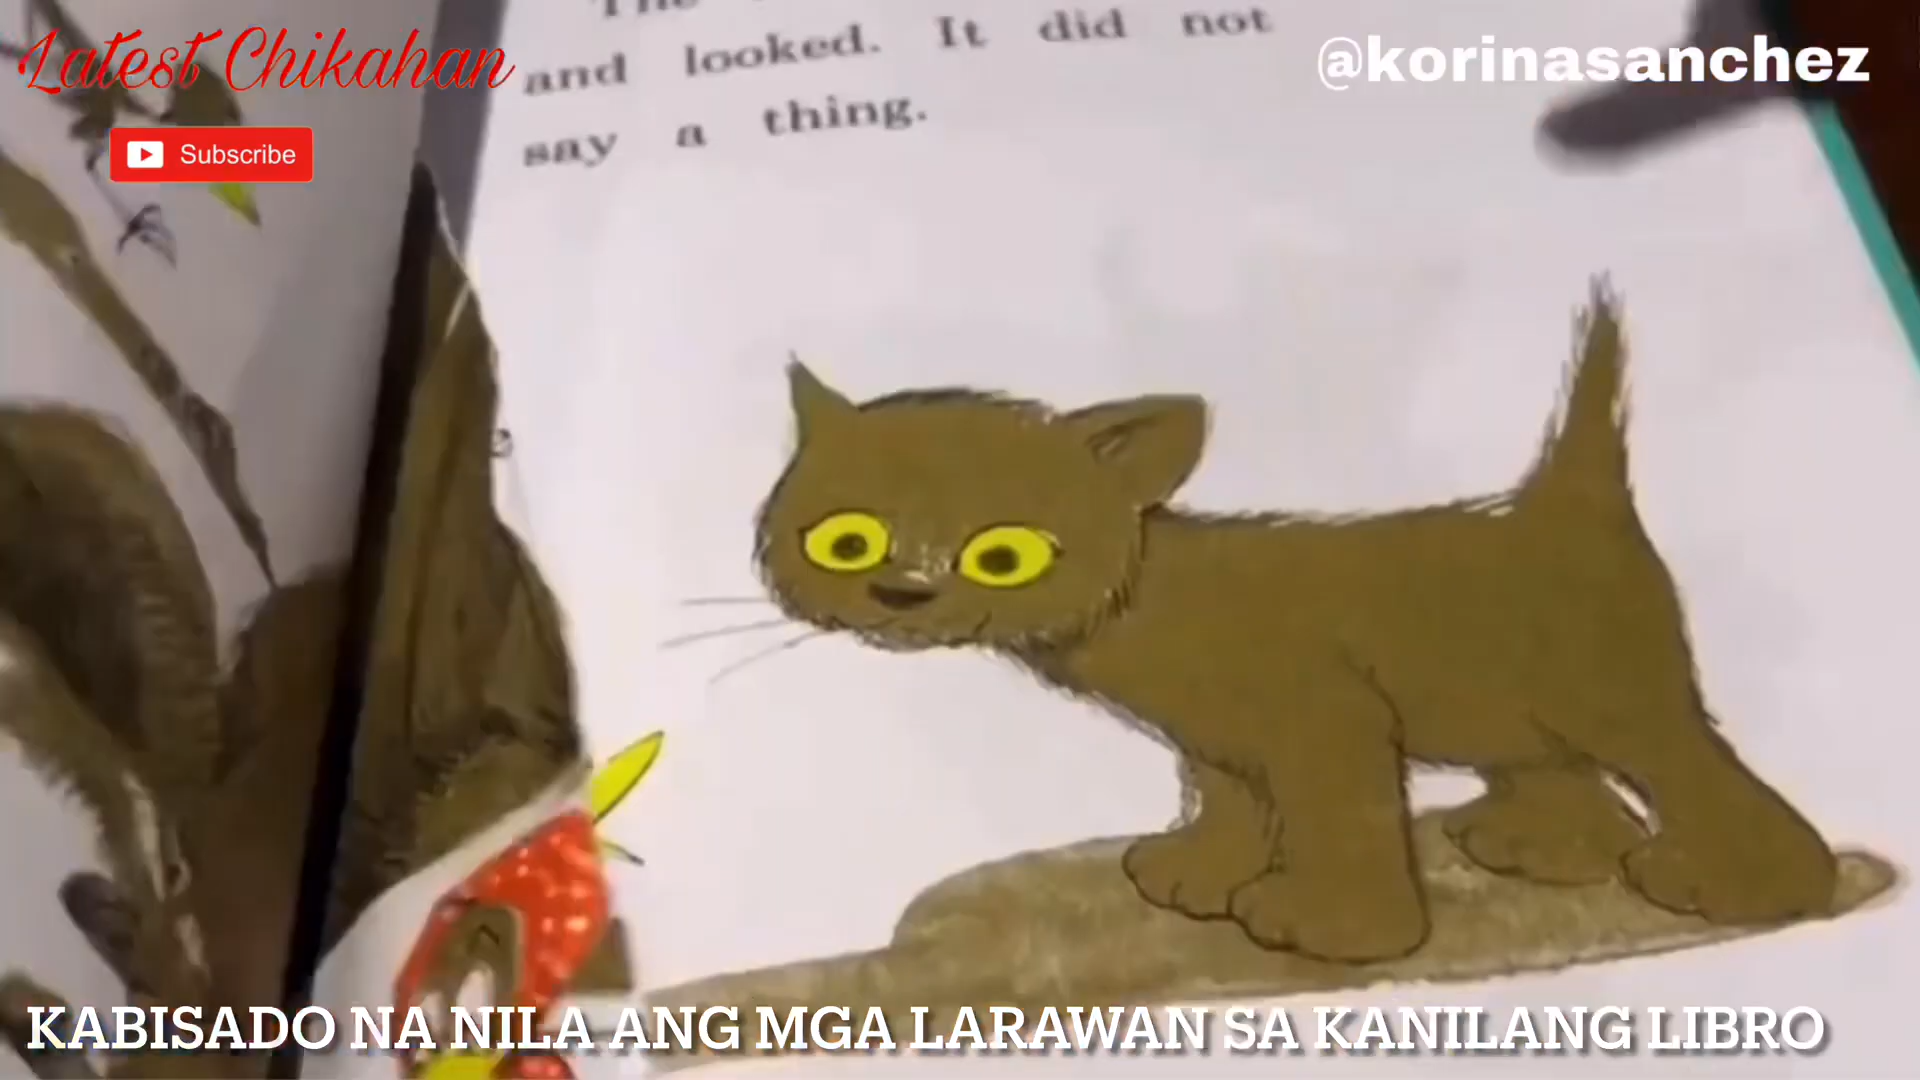 Latest Chikahan
Subscribe
@korinasanchez
The
and looked. It did not
say a thing.
e
KABISADO NA NILA ANG MGA LARAWAN SA KANILANG LIBRO